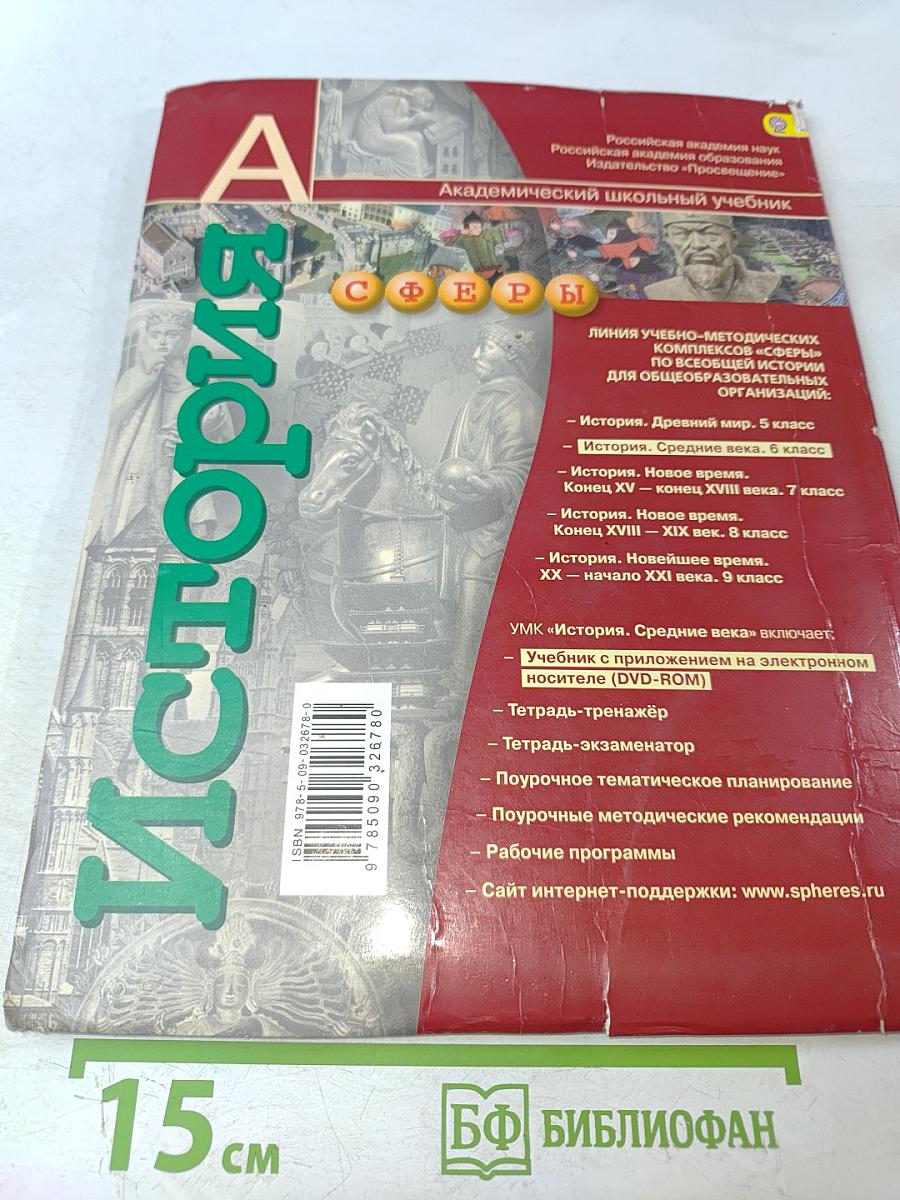 А
Российская академия наук
Российская академия образования
Издательство «Просвещение»
Академический школьный учебник
СФЕРЫ
История
ЛИНИЯ УЧЕБНО-МЕТОДИЧЕСКИХ
КОМПЛЕКСОВ «СФЕРЫ»
ПО ВСЕОБЩЕЙ ИСТОРИИ
ДЛЯ ОБЩЕОБРАЗОВАТЕЛЬНЫХ
ОРГАНИЗАЦИЙ:
– История. Древний мир. 5 класс
– История. Средние века. 6 класс
– История. Новое время.
Конец XV — конец XVIII века. 7 класс
– История. Новое время.
Конец XVIII — XIX век. 8 класс
– История. Новейшее время.
XX — начало XXI века. 9 класс
УМК «История. Средние века» включает:
– Учебник с приложением на электронном
носителе (DVD-ROM)
– Тетрадь-тренажёр
– Тетрадь-экзаменатор
– Поурочное тематическое планирование
– Поурочные методические рекомендации
– Рабочие программы
– Сайт интернет-поддержки: www.spheres.ru
ISBN 978-5-09-032678-0
9 785090 326780
15 см
БФ БИБЛИОФАН